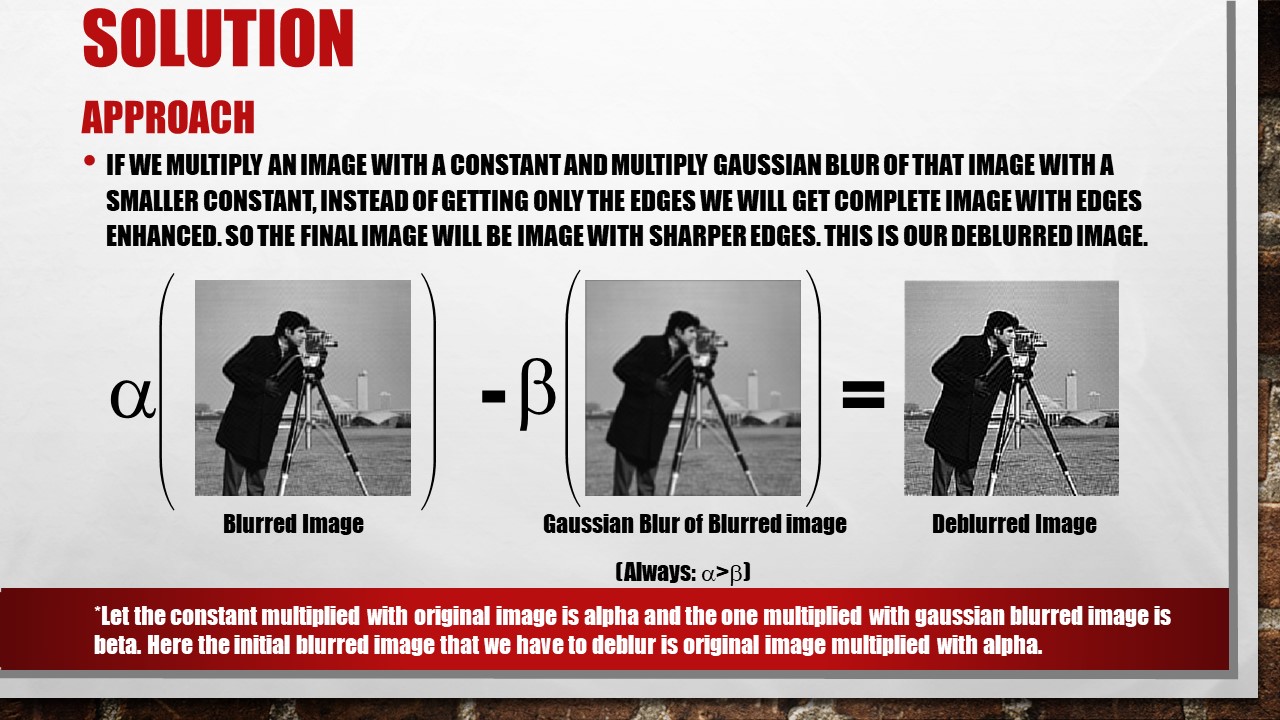 SOLUTION
APPROACH
• IF WE MULTIPLY AN IMAGE WITH A CONSTANT AND MULTIPLY GAUSSIAN BLUR OF THAT IMAGE WITH A
SMALLER CONSTANT, INSTEAD OF GETTING ONLY THE EDGES WE WILL GET COMPLETE IMAGE WITH EDGES
ENHANCED. SO THE FINAL IMAGE WILL BE IMAGE WITH SHARPER EDGES. THIS IS OUR DEBLURRED IMAGE.
α( ) - β( ) =
Blurred Image Gaussian Blur of Blurred image Deblurred Image
(Always: α>β)
*Let the constant multiplied with original image is alpha and the one multiplied with gaussian blurred image is
beta. Here the initial blurred image that we have to deblur is original image multiplied with alpha.